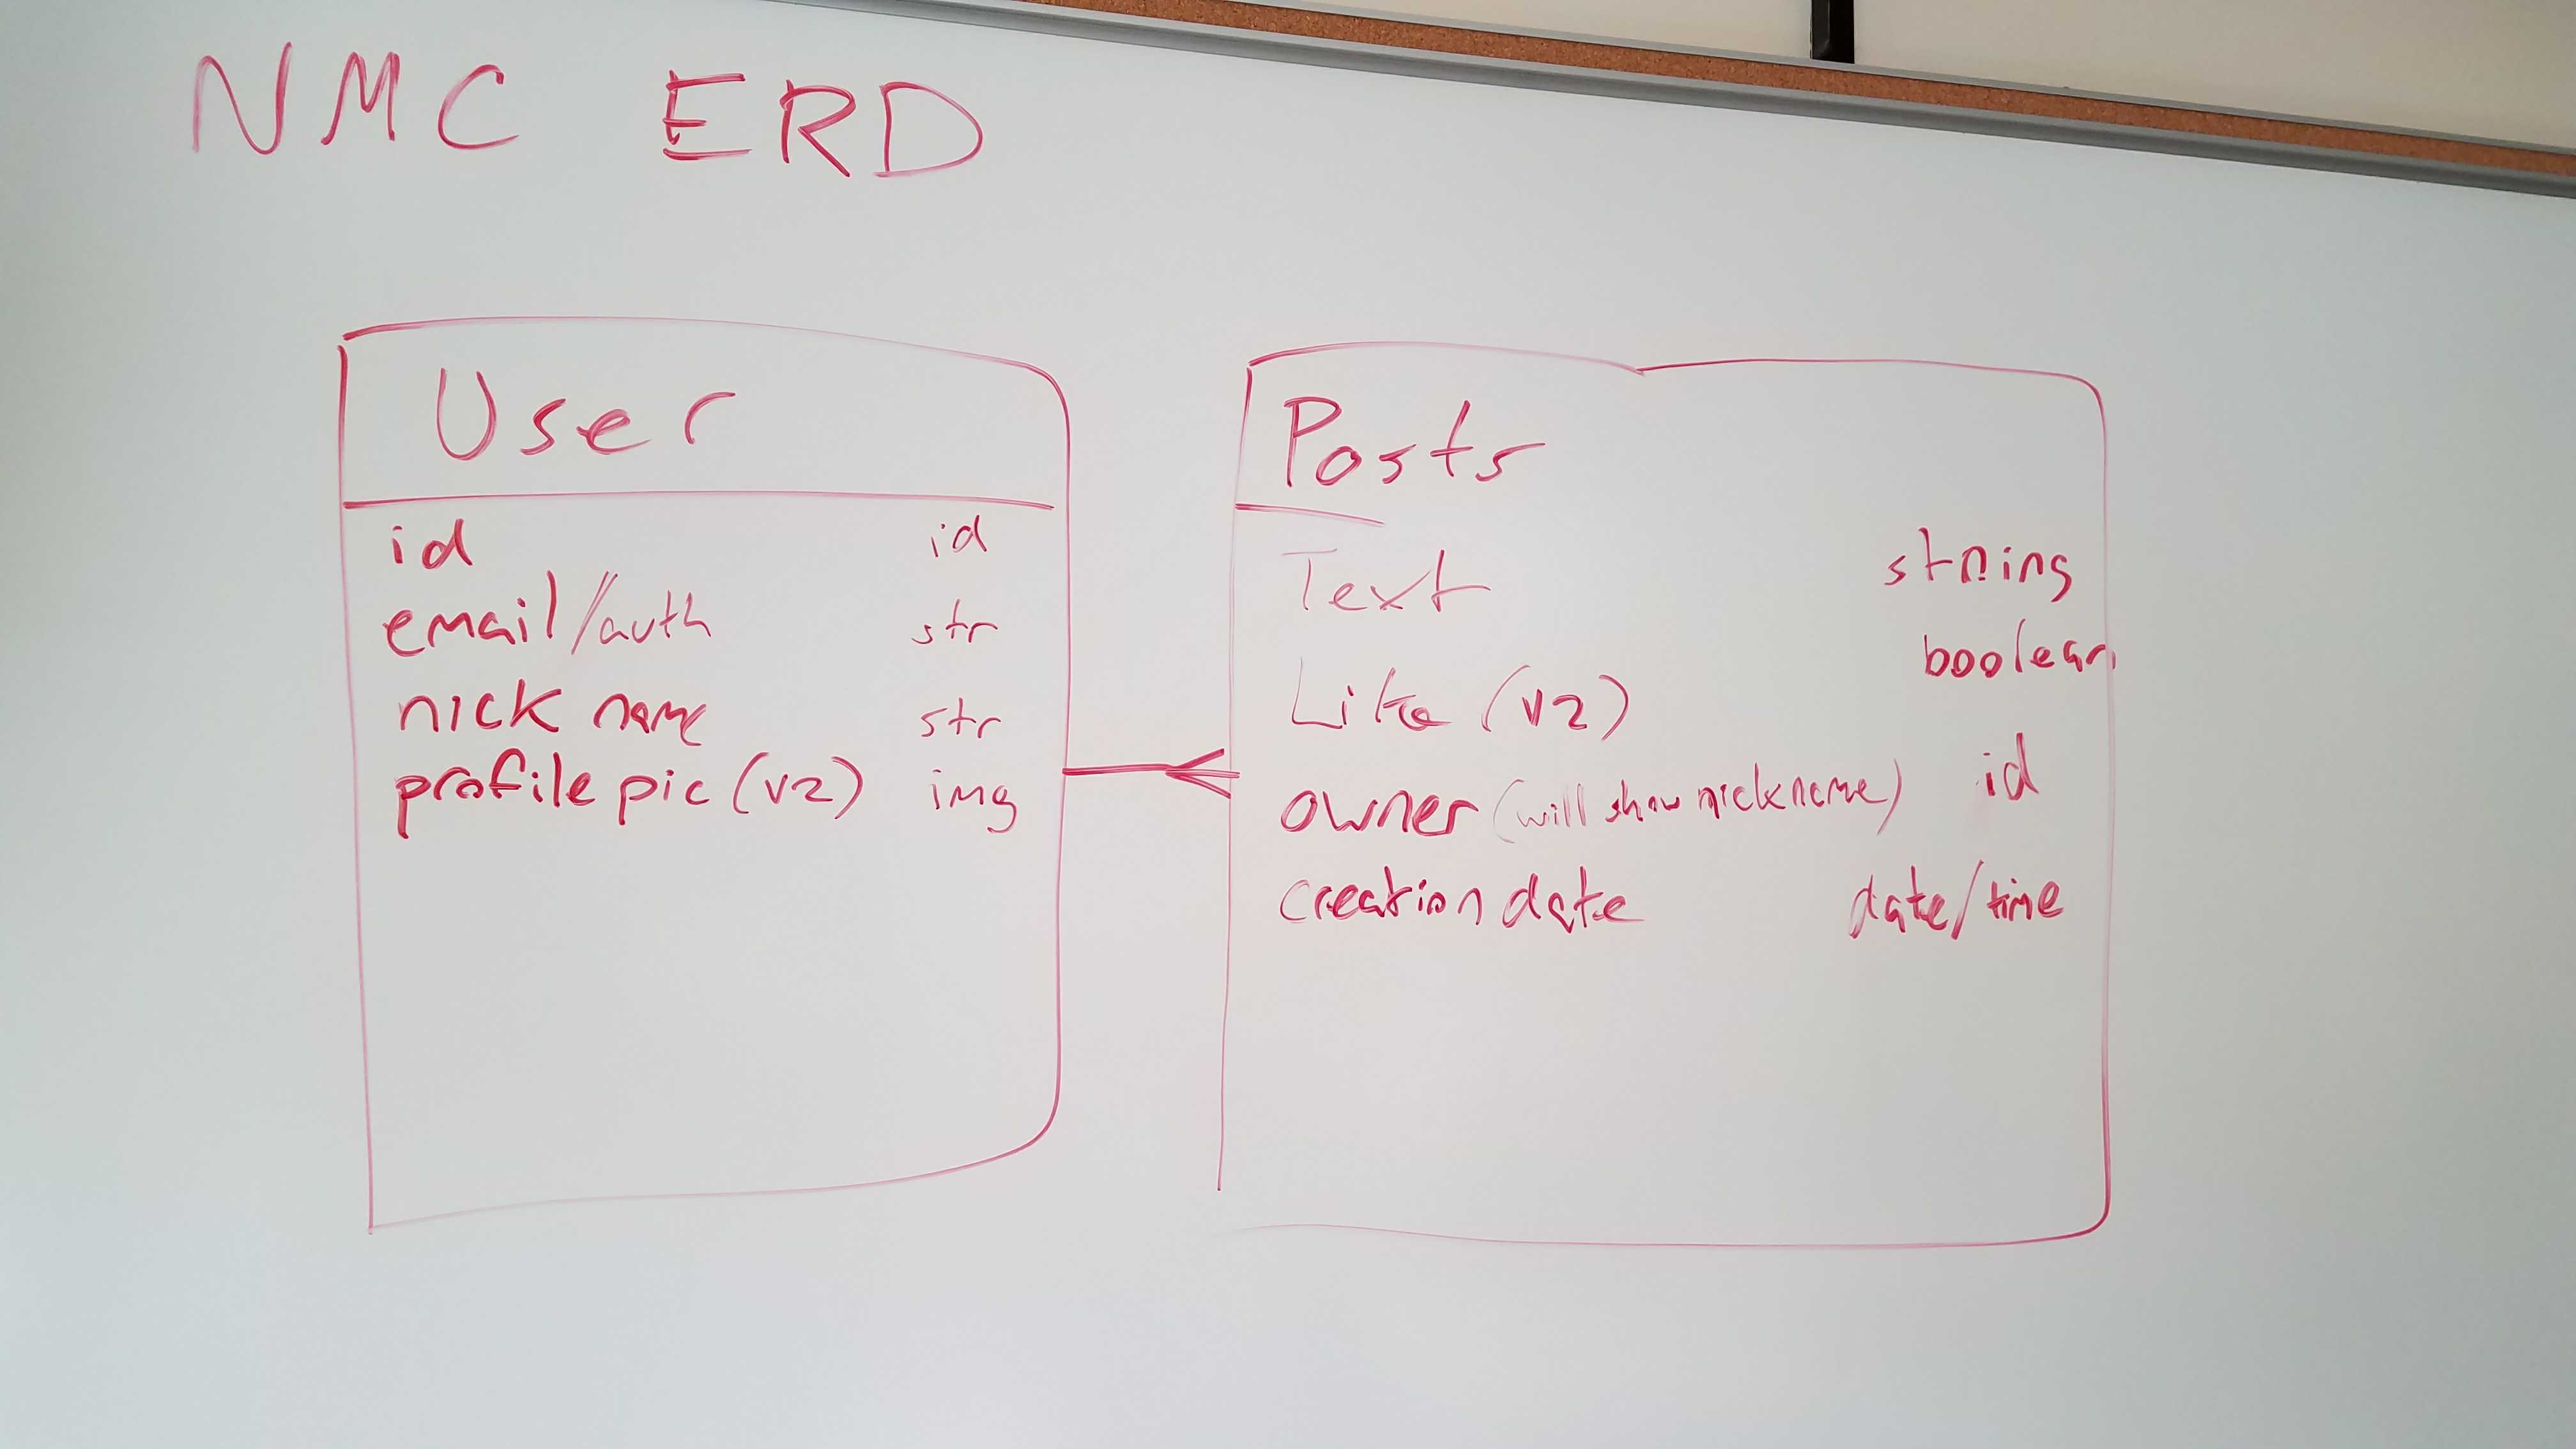 NMC ERD
User
id id
email/auth str
nick name str
profile pic (v2) img
Posts
Text string
Like (v2) boolean
owner (will show nickname) id
creation date date/time